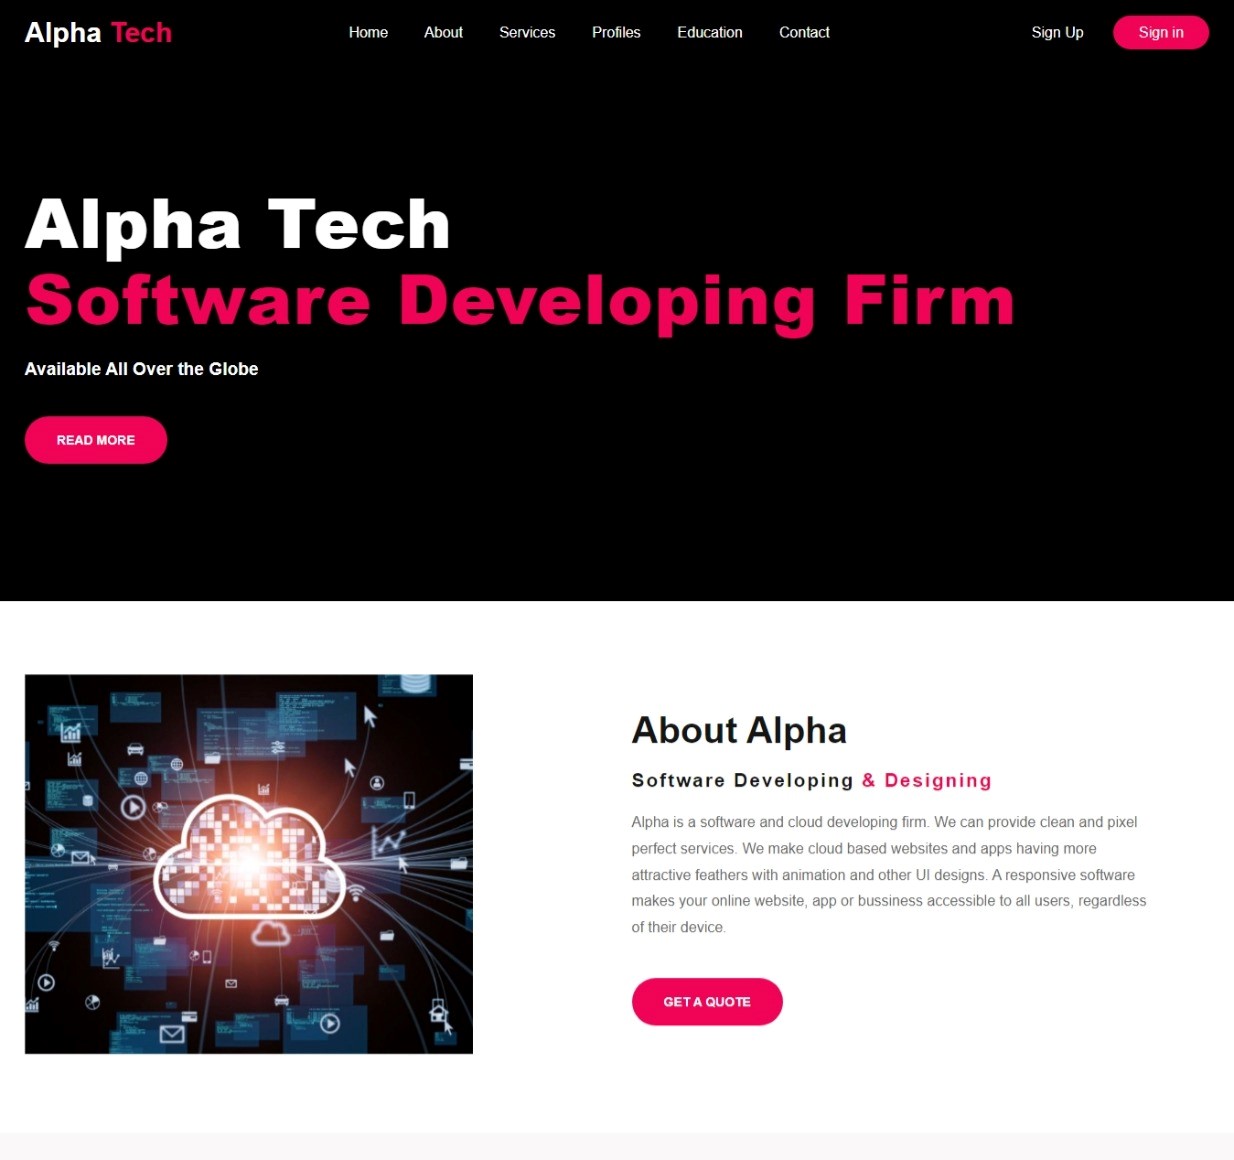 Alpha Tech
Home About Services Profiles Education Contact
Sign Up Sign in
Alpha Tech
Software Developing Firm
Available All Over the Globe
READ MORE
About Alpha
Software Developing & Designing
Alpha is a software and cloud developing firm. We can provide clean and pixel
perfect services. We make cloud based websites and apps having more
attractive feathers with animation and other UI designs. A responsive software
makes your online website, app or bussiness accessible to all users, regardless
of their device.
GET A QUOTE